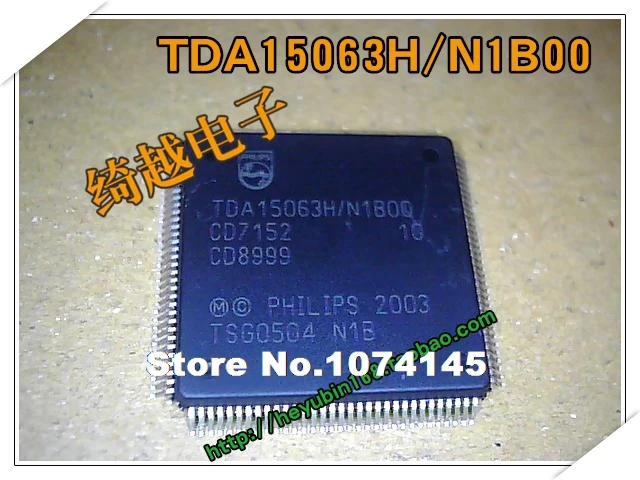 TDA15063H/N1B00
绮越电子
PHILIPS
TDA15063H/N1B00
CD7152 10
CD8999
M © PHILIPS 2003
TSG0504 N1B
Store No.1074145